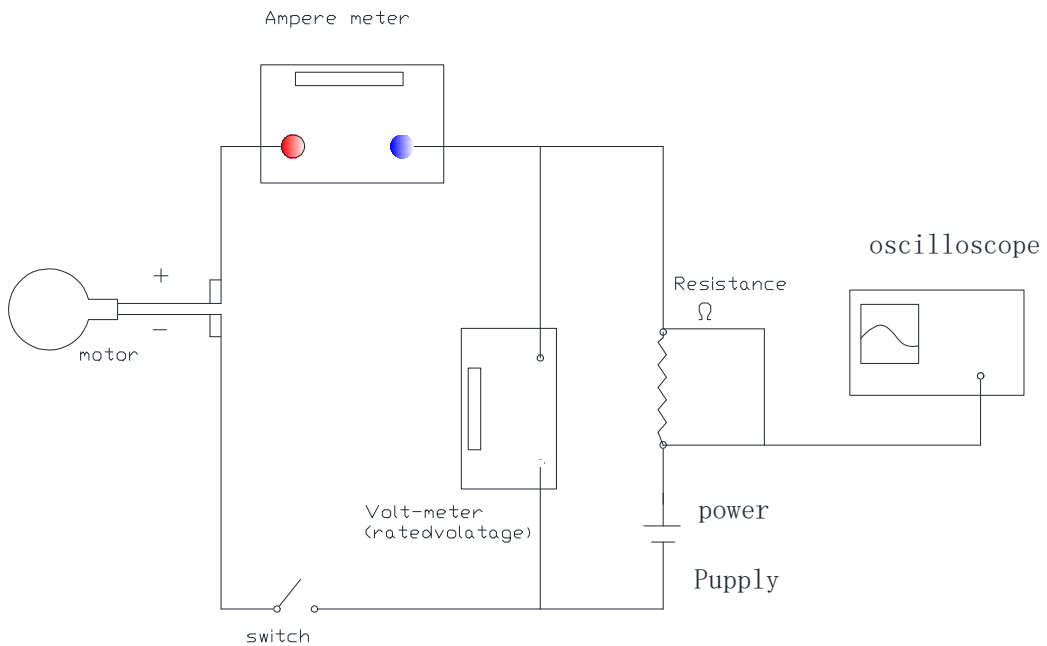 Ampere meter
oscilloscope
+
Resistance
Ω
−
motor
Volt-meter
(ratedvolatage)
power
Pupply
switch